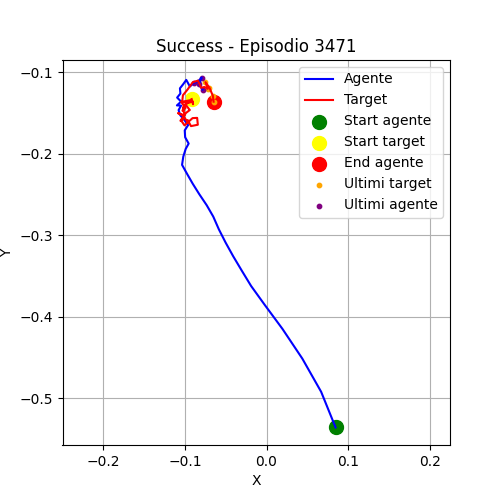 Success - Episodio 3471
−0.1
−0.2
−0.3
−0.4
−0.5
Y
−0.2
−0.1
0.0
0.1
0.2
X
Agente
Target
Start agente
Start target
End agente
Ultimi target
Ultimi agente